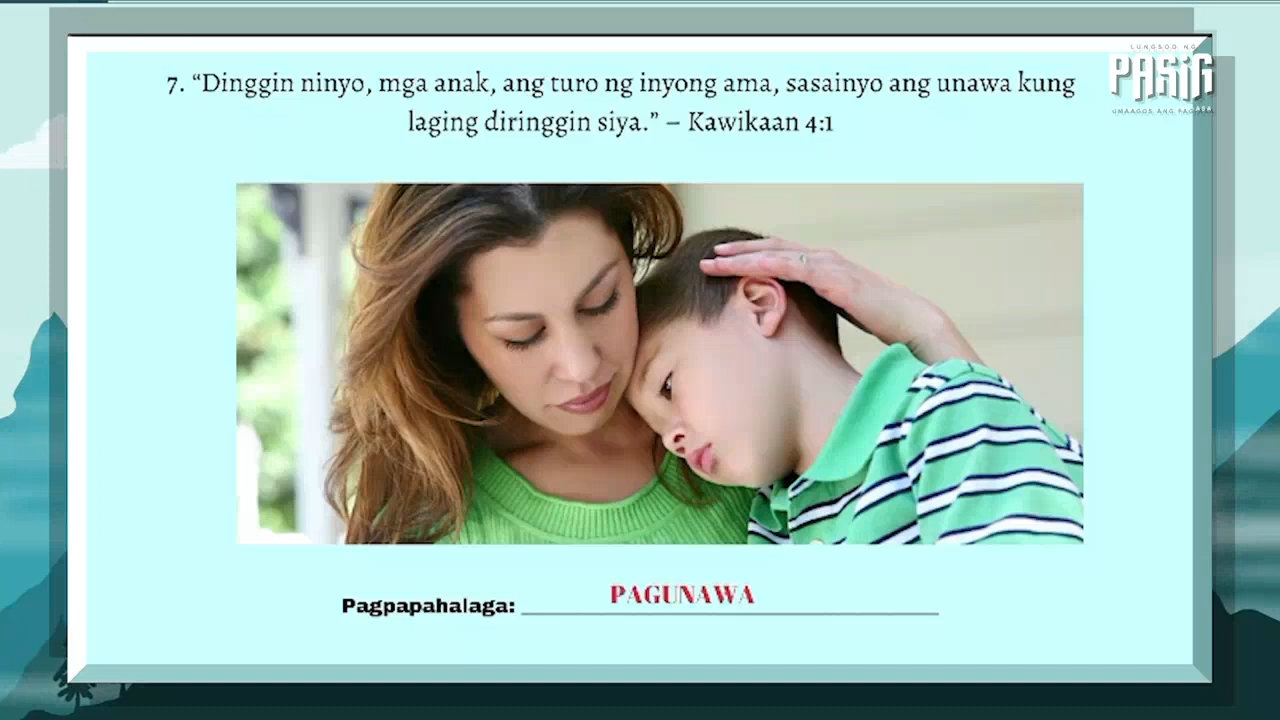 LUNGSOD NG
PASIG
UMAAGOS ANG PAG-ASA
7. “Dinggin ninyo, mga anak, ang turo ng inyong ama, sasainyo ang unawa kung
laging diringgin siya.” – Kawikaan 4:1
PAGUNAWA
Pagpapahalaga: